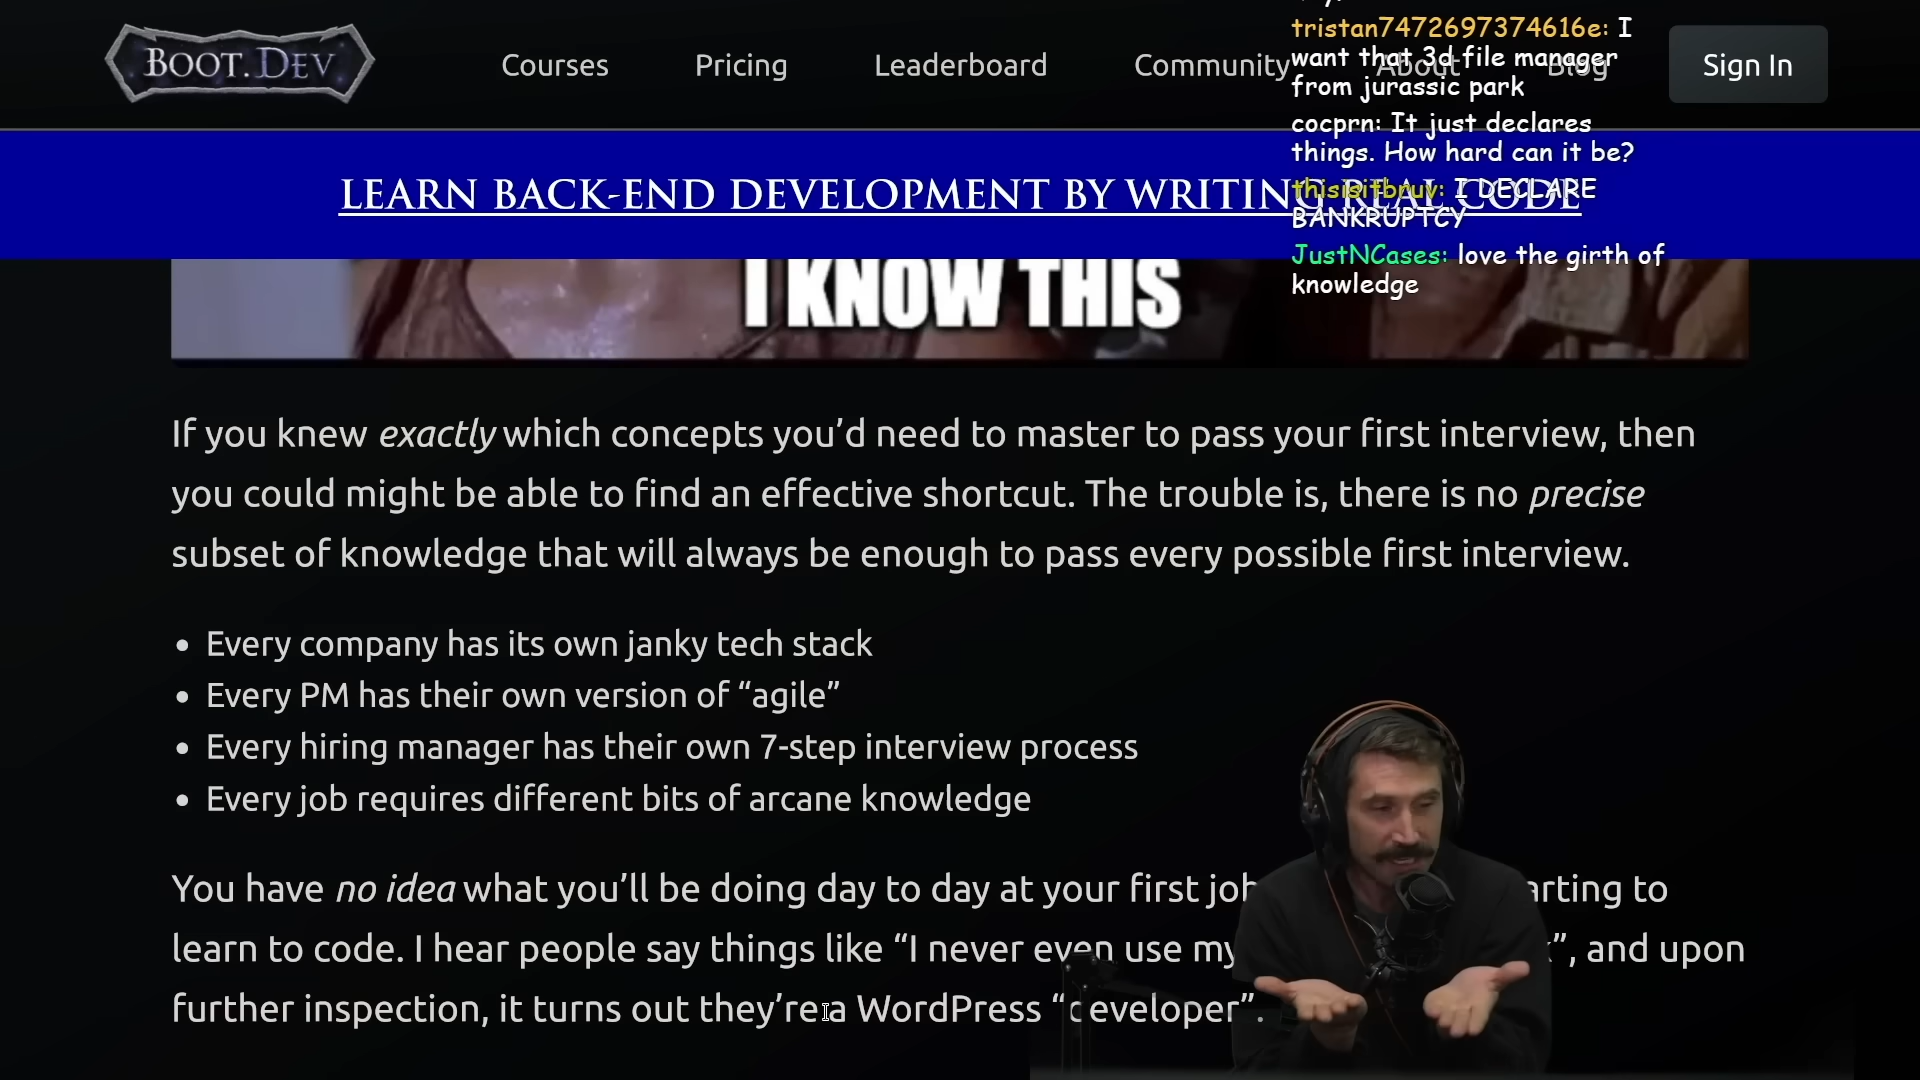 BOOT.DEV
Courses
Pricing
Leaderboard
Community
About
Blog
Sign In
tristan7472697374616e: I
want that 3d file manager
from jurassic park
cocprn: It just declares
things. How hard can it be?
thisisitbruv: I DECLARE
BANKRUPTCY
JustNCases: love the girth of
knowledge
LEARN BACK-END DEVELOPMENT BY WRITING REAL CODE
I KNOW THIS
If you knew exactly which concepts you’d need to master to pass your first interview, then
you could might be able to find an effective shortcut. The trouble is, there is no precise
subset of knowledge that will always be enough to pass every possible first interview.
• Every company has its own janky tech stack
• Every PM has their own version of “agile”
• Every hiring manager has their own 7-step interview process
• Every job requires different bits of arcane knowledge
You have no idea what you’ll be doing day to day at your first job to
learn to code. I hear people say things like “I never even use my ”, and upon
further inspection, it turns out they’re a WordPress “developer”.